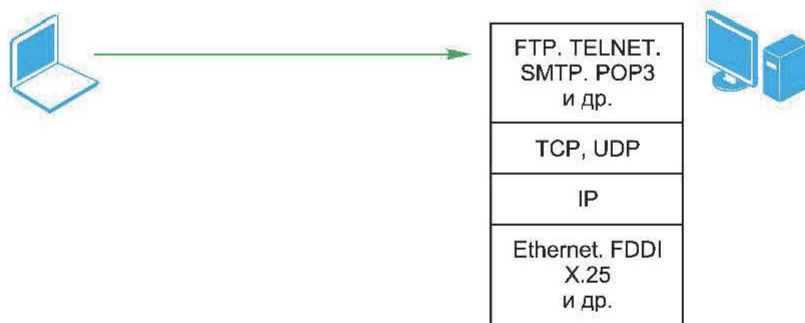 FTP. TELNET.
SMTP. POP3
и др.
TCP, UDP
IP
Ethernet. FDDI
X.25
и др.